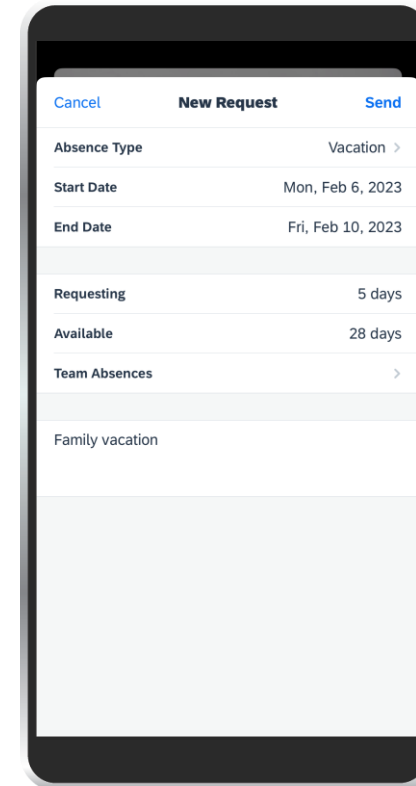 Cancel New Request Send
Absence Type Vacation
Start Date Mon, Feb 6, 2023
End Date Fri, Feb 10, 2023
Requesting 5 days
Available 28 days
Team Absences
Family vacation